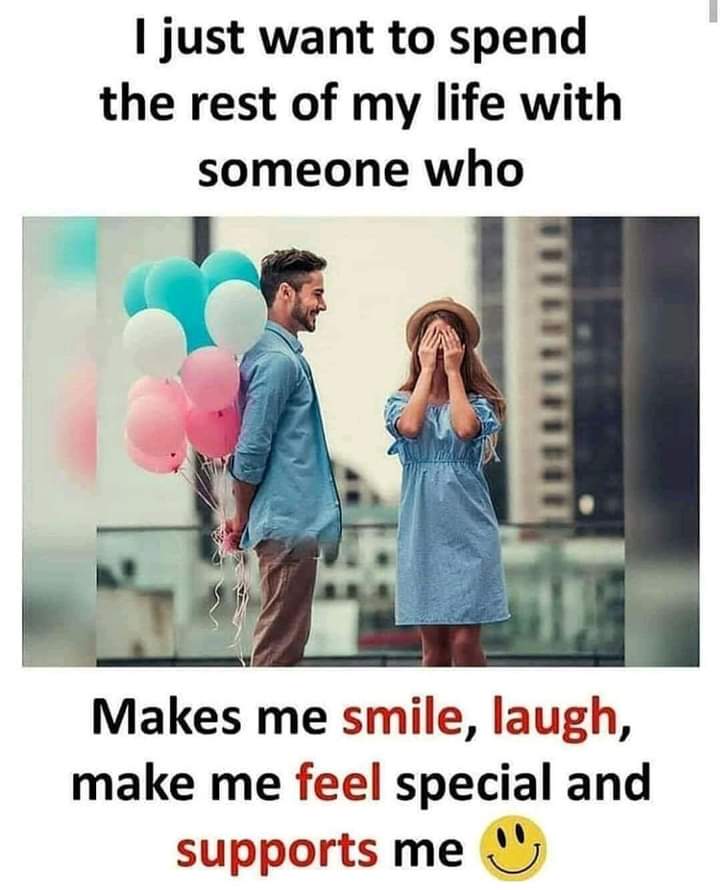 I just want to spend
the rest of my life with
someone who
Makes me smile, laugh,
make me feel special and
supports me